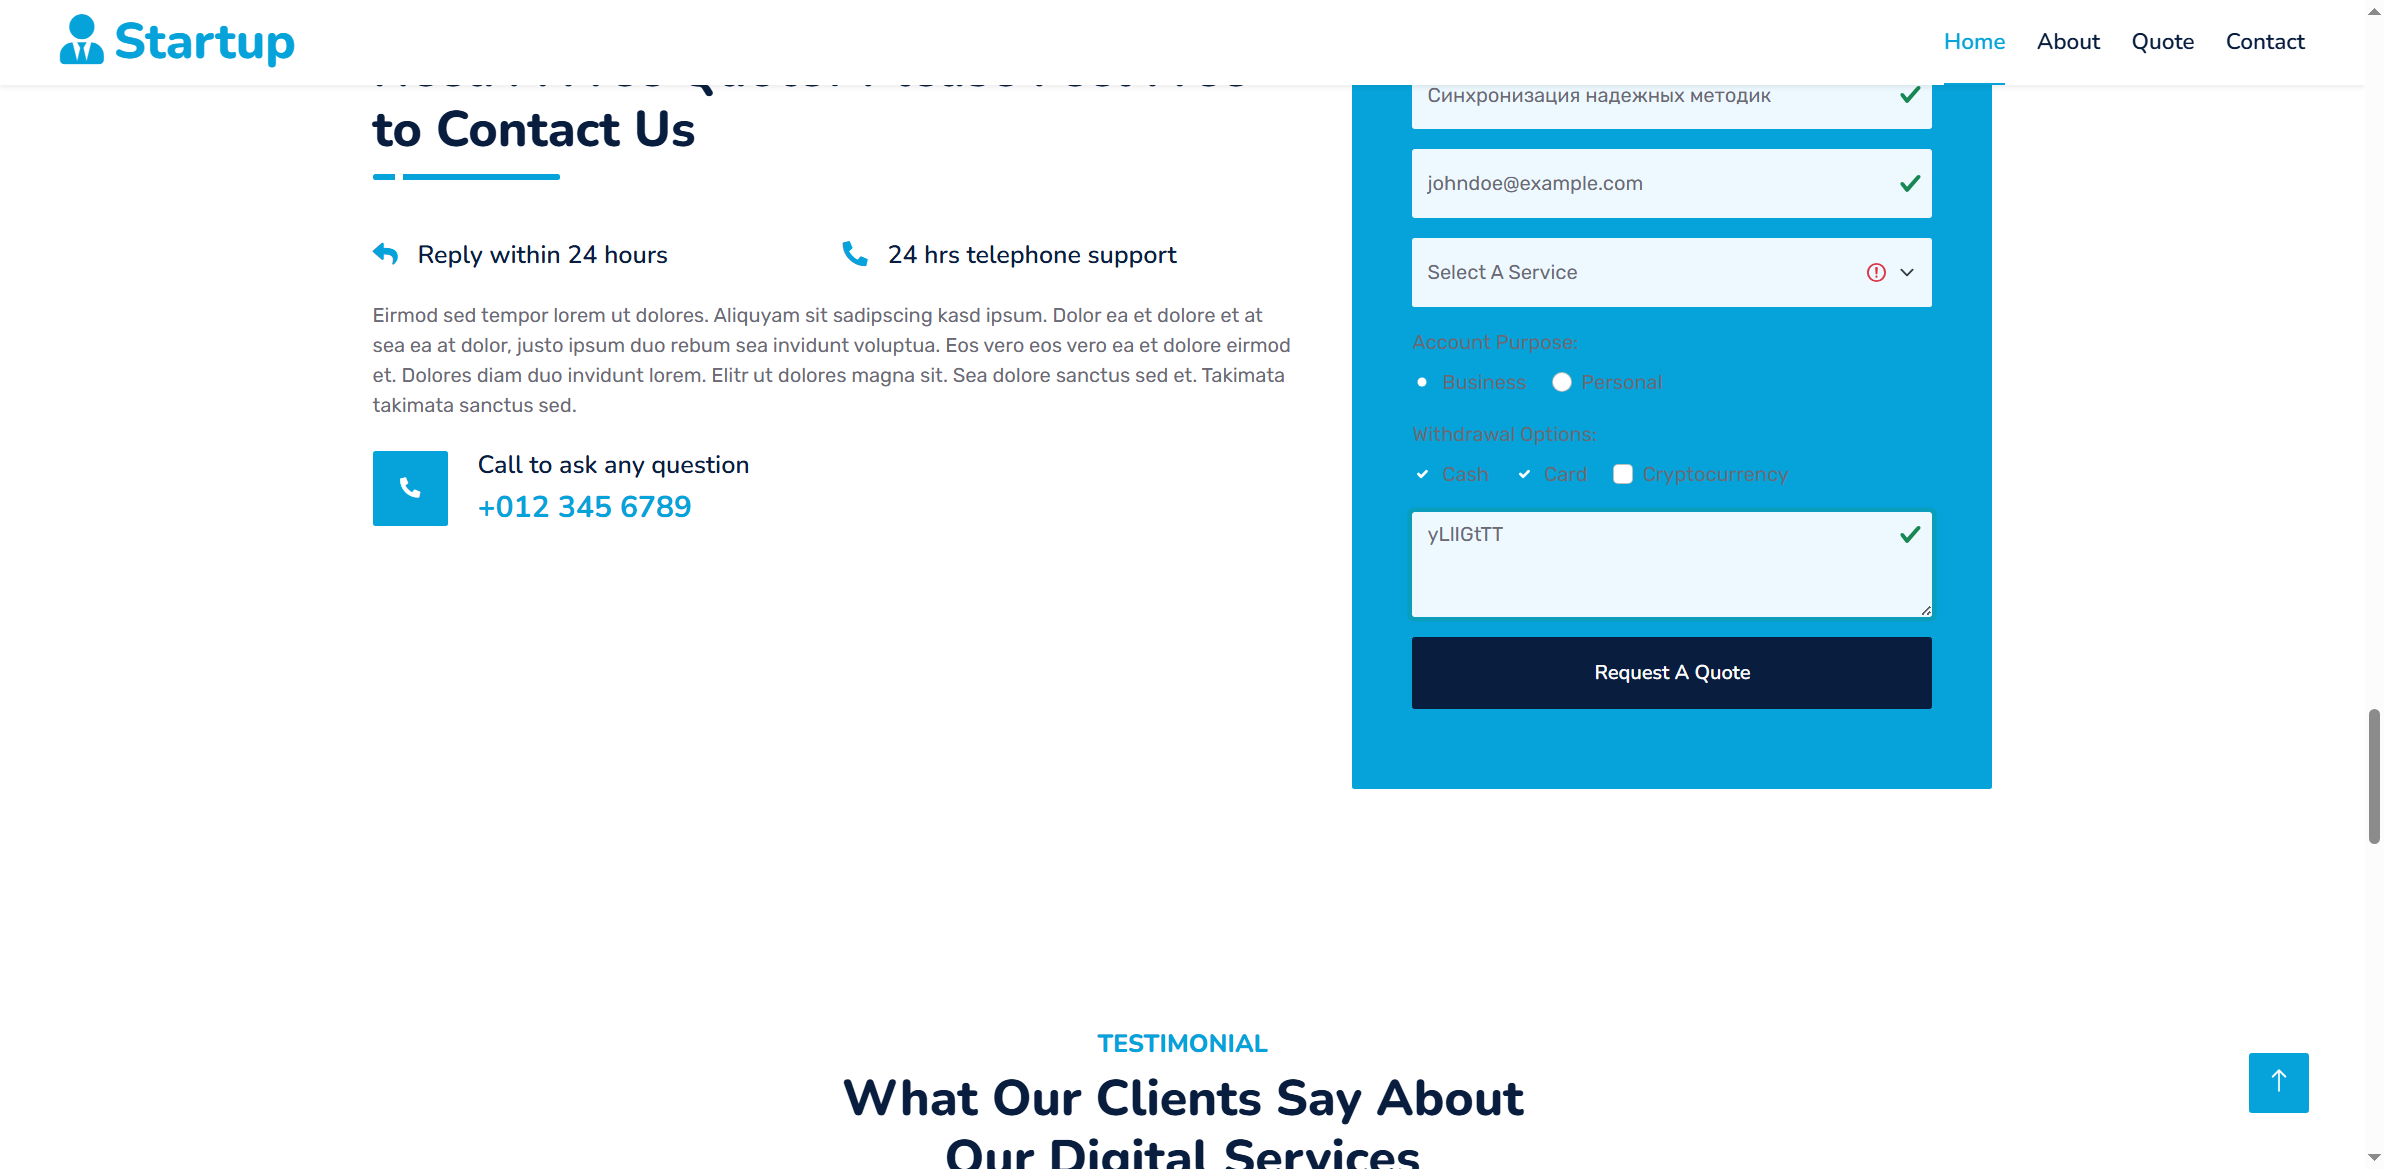 Startup
Home
About
Quote
Contact
to Contact Us
Reply within 24 hours
24 hrs telephone support
Eirmod sed tempor lorem ut dolores. Aliquyam sit sadipscing kasd ipsum. Dolor ea et dolore et at
sea ea at dolor, justo ipsum duo rebum sea invidunt voluptua. Eos vero eos vero ea et dolore eirmod
et. Dolores diam duo invidunt lorem. Elitr ut dolores magna sit. Sea dolore sanctus sed et. Takimata
takimata sanctus sed.
Call to ask any question
+012 345 6789
Синхронизация надежных методик
johndoe@example.com
Select A Service
Account Purpose:
Business
Personal
Withdrawal Options:
Cash
Card
Cryptocurrency
Request A Quote
TESTIMONIAL
What Our Clients Say About
Our Digital Services